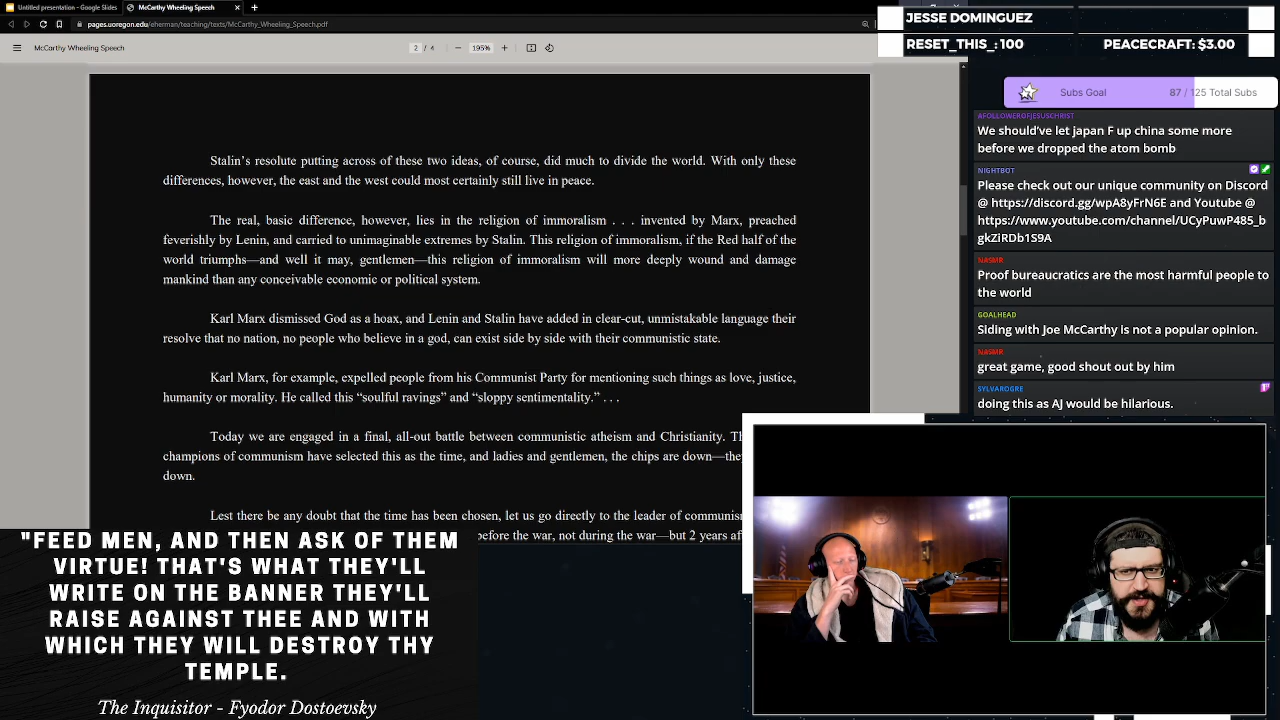 Untitled presentation - Google Slides
McCarthy_Wheeling_Speech.pdf
pages.uoregon.edu/eherman/teaching/texts/McCarthy_Wheeling_Speech.pdf
McCarthy Wheeling Speech
2 / 4
195%
Stalin’s resolute putting across of these two ideas, of course, did much to divide the world. With only these
differences, however, the east and the west could most certainly still live in peace.
The real, basic difference, however, lies in the religion of immoralism . . . invented by Marx, preached
feverishly by Lenin, and carried to unimaginable extremes by Stalin. This religion of immoralism, if the Red half of the
world triumphs—and well it may, gentlemen—this religion of immoralism will more deeply wound and damage
mankind than any conceivable economic or political system.
Karl Marx dismissed God as a hoax, and Lenin and Stalin have added in clear-cut, unmistakable language their
resolve that no nation, no people who believe in a god, can exist side by side with their communistic state.
Karl Marx, for example, expelled people from his Communist Party for mentioning such things as love, justice,
humanity or morality. He called this “soulful ravings” and “sloppy sentimentality.” . . .
Today we are engaged in a final, all-out battle between communistic atheism and Christianity.
champions of communism have selected this as the time, and ladies and gentlemen, the chips are down—
down.
Lest there be any doubt that the time has been chosen, let us go directly to the leader of
before the war, not during the war—but 2 years
"FEED MEN, AND THEN ASK OF THEM
VIRTUE! THAT'S WHAT THEY'LL
WRITE ON THE BANNER THEY'LL
RAISE AGAINST THEE AND WITH
WHICH THEY WILL DESTROY THY
TEMPLE.
The Inquisitor - Fyodor Dostoevsky
JESSE DOMINGUEZ
RESET_THIS_: 100
PEACECRAFT: $3.00
Subs Goal
87 / 125 Total Subs
AFOLLOWEROFJESUSCHRIST
We should’ve let japan F up china some more
before we dropped the atom bomb
NIGHTBOT
Please check out our unique community on Discord
@ https://discord.gg/wpA8yFrN6E and Youtube @
https://www.youtube.com/channel/UCyPuwP485_b
gkZiRDb1S9A
Proof bureaucratics are the most harmful people to
the world
GOALHEAD
Siding with Joe McCarthy is not a popular opinion.
great game, good shout out by him
SYLVAROGRE
doing this as AJ would be hilarious.